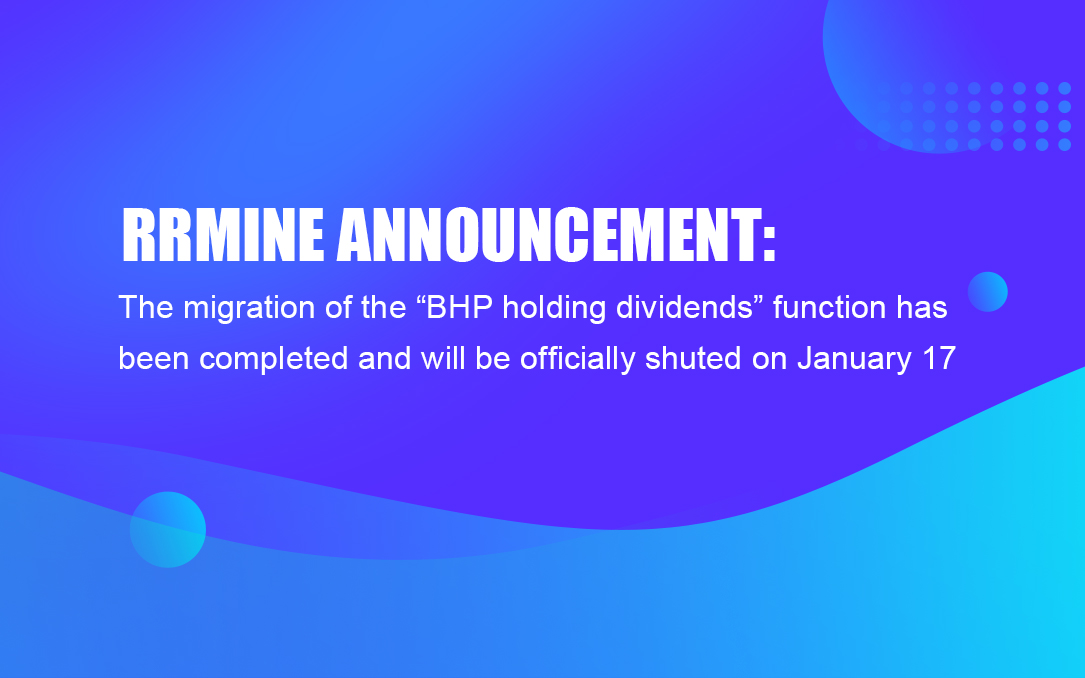 RRMINE ANNOUNCEMENT:
The migration of the “BHP holding dividends” function has
been completed and will be officially shuted on January 17